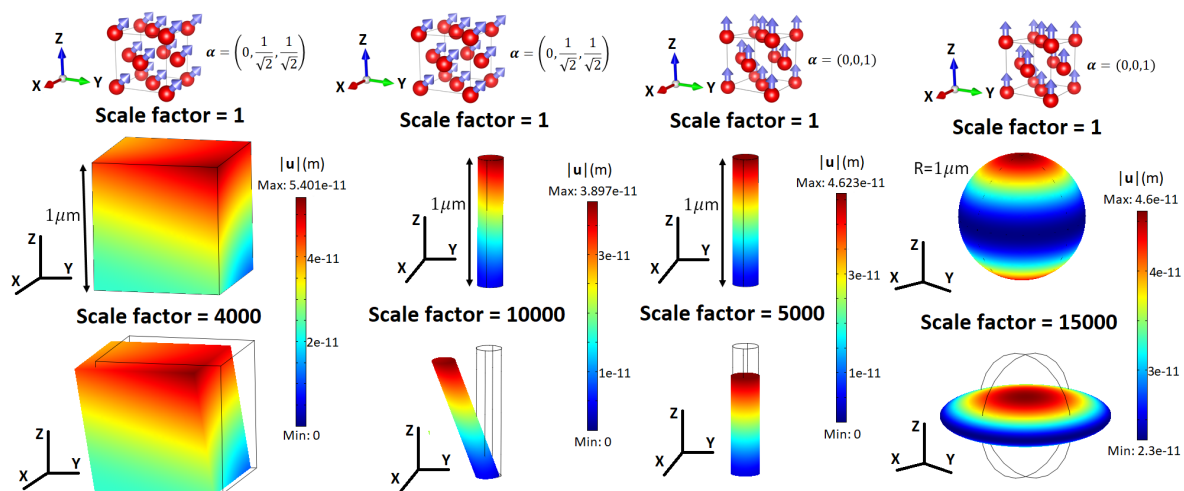 Z
X
Y
α = (0, 1/√2, 1/√2)
Scale factor = 1
1μm
Z
X
Y
|u|(m)
Max: 5.401e-11
4e-11
2e-11
Min: 0
Scale factor = 4000
Z
X
Y
Z
X
Y
α = (0, 1/√2, 1/√2)
Scale factor = 1
1μm
Z
X
Y
|u|(m)
Max: 3.897e-11
3e-11
1e-11
Min: 0
Scale factor = 10000
Z
X
Y
Z
X
Y
α = (0,0,1)
Scale factor = 1
1μm
Z
X
Y
|u|(m)
Max: 4.623e-11
3e-11
1e-11
Min: 0
Scale factor = 5000
Z
X
Y
Z
X
Y
α = (0,0,1)
Scale factor = 1
R=1μm
Z
X
Y
|u|(m)
Max: 4.6e-11
4e-11
3e-11
Min: 2.3e-11
Scale factor = 15000
Z
X
Y